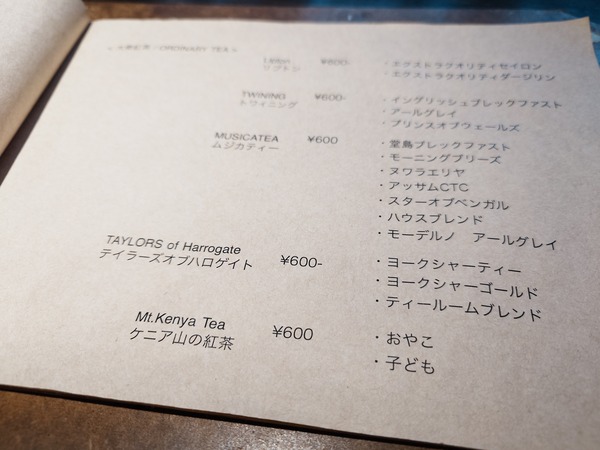 ORDINARY TEA >
Lipton ¥600-
リプトン
・エクストラクオリティセイロン
・エクストラクオリティダージリン
TWINING ¥600-
トワイニング
・イングリッシュブレックファスト
・アールグレイ
・プリンスオブウェールズ
MUSICATEA ¥600
ムジカティー
・堂島ブレックファスト
・モーニングブリーズ
・ヌワラエリヤ
・アッサムCTC
・スターオブベンガル
・ハウスブレンド
・モーデルノ アールグレイ
TAYLORS of Harrogate ¥600-
テイラーズオブハロゲイト
・ヨークシャーティー
・ヨークシャーゴールド
・ティールームブレンド
Mt.Kenya Tea ¥600
ケニア山の紅茶
・おやこ
・子ども